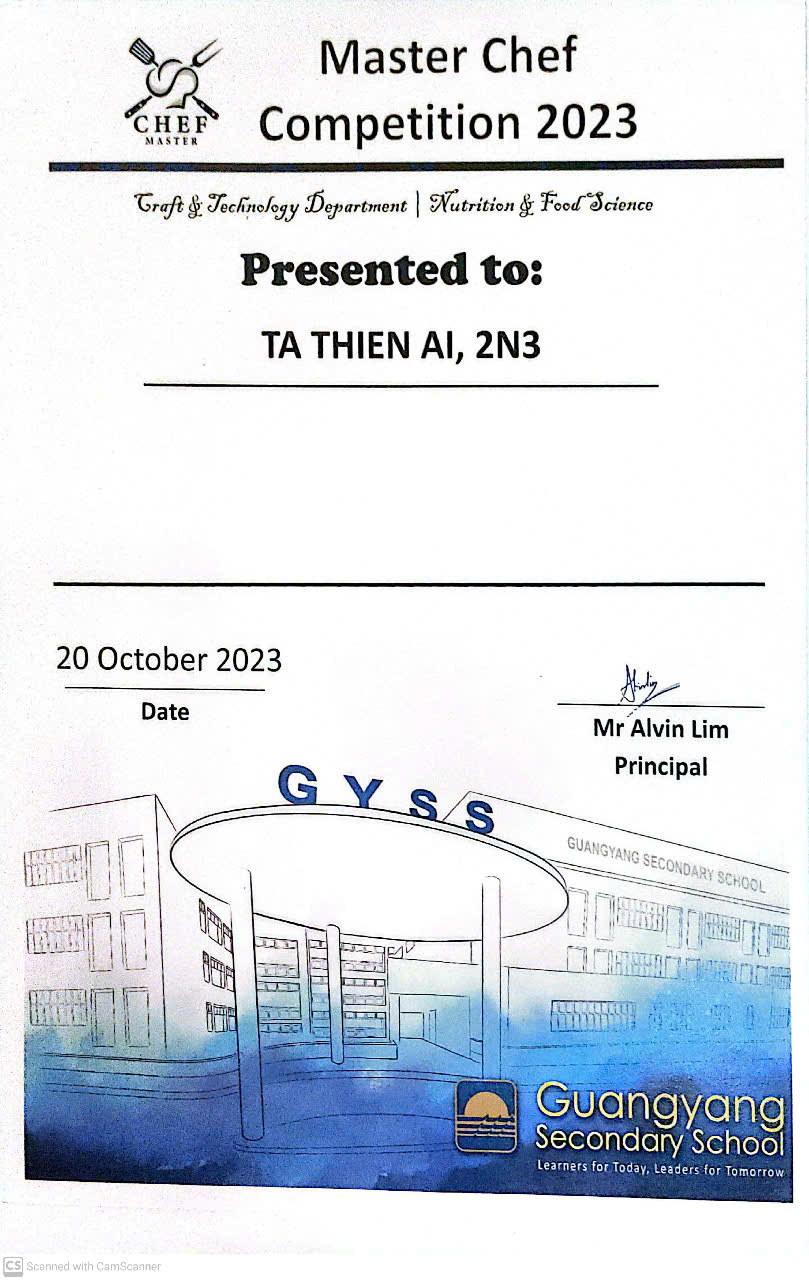 CHEF
MASTER
Master Chef
Competition 2023
Craft & Technology Department | Nutrition & Food Science
Presented to:
TA THIEN AI, 2N3
20 October 2023
Date
Mr Alvin Lim
Principal
GYSS
GUANGYANG SECONDARY SCHOOL
Guangyang
Secondary School
Learners for Today, Leaders for Tomorrow
CS Scanned with CamScanner